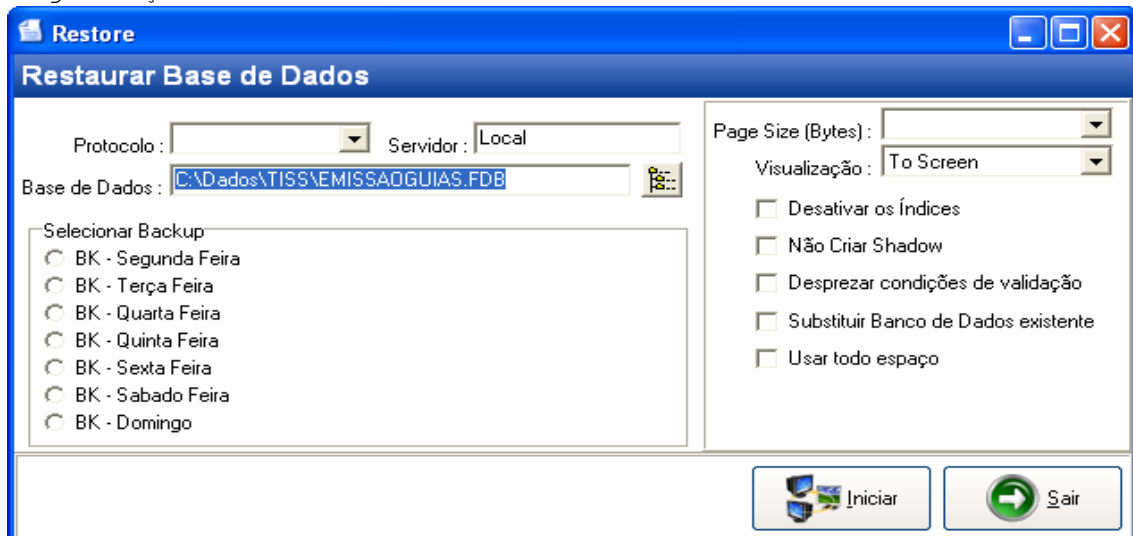 Restore
Restaurar Base de Dados
Protocolo :
Servidor : Local
Base de Dados : C:\Dados\TISS\EMISSAOGUIAS.FDB
Selecionar Backup
BK - Segunda Feira
BK - Terça Feira
BK - Quarta Feira
BK - Quinta Feira
BK - Sexta Feira
BK - Sabado Feira
BK - Domingo
Page Size (Bytes) :
Visualização : To Screen
Desativar os Índices
Não Criar Shadow
Desprezar condições de validação
Substituir Banco de Dados existente
Usar todo espaço
Iniciar
Sair